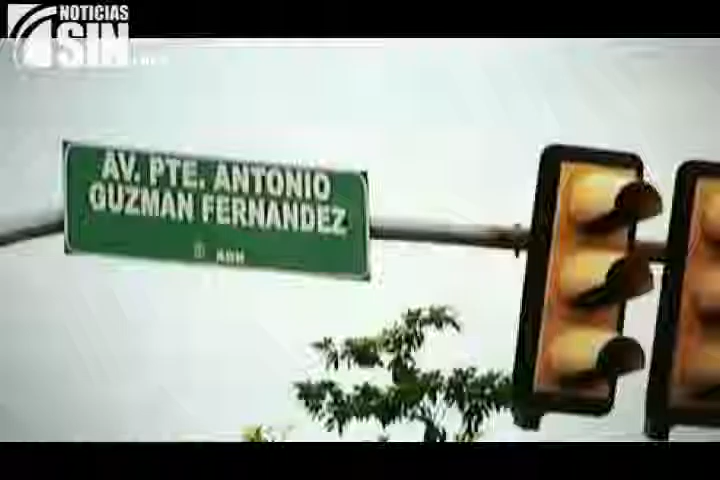 NOTICIAS
SIN
AV. PTE. ANTONIO
GUZMAN FERNANDEZ
ADN